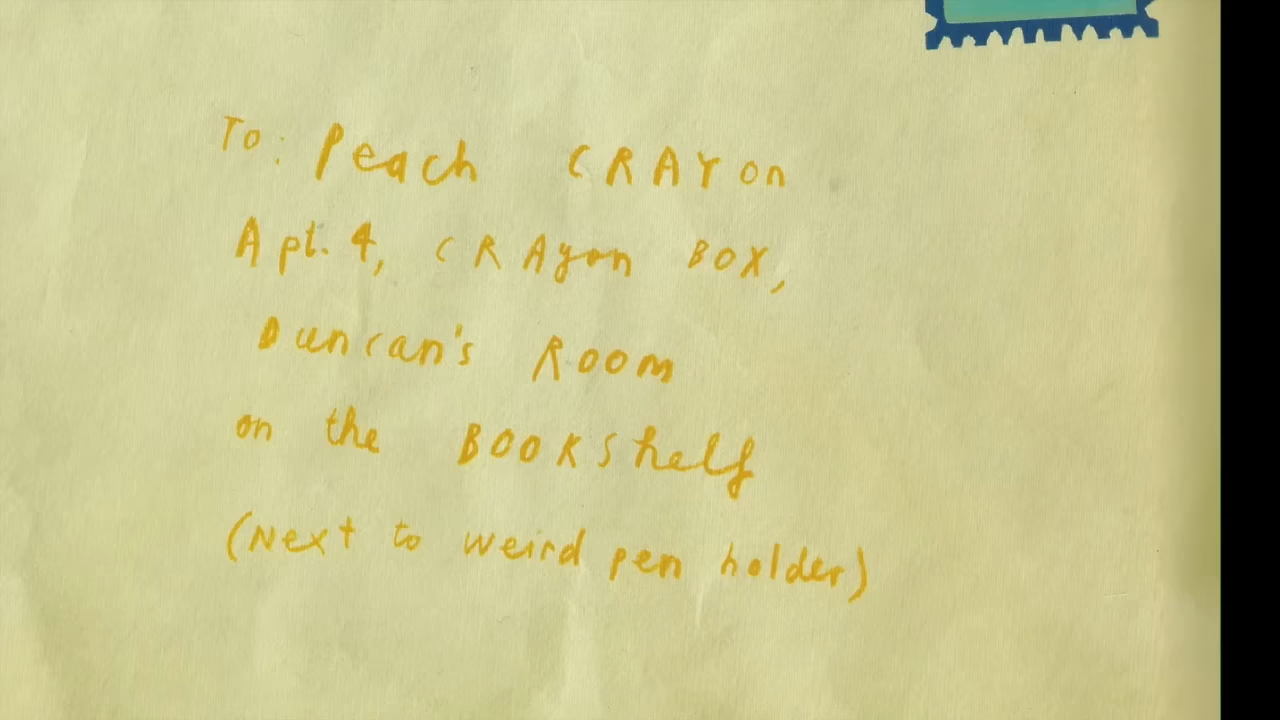 To: Peach CRAYon
Apt. 4, CRAyon BOX,
Duncan's Room
on the BOOKShelf
(Next to weird pen holder)